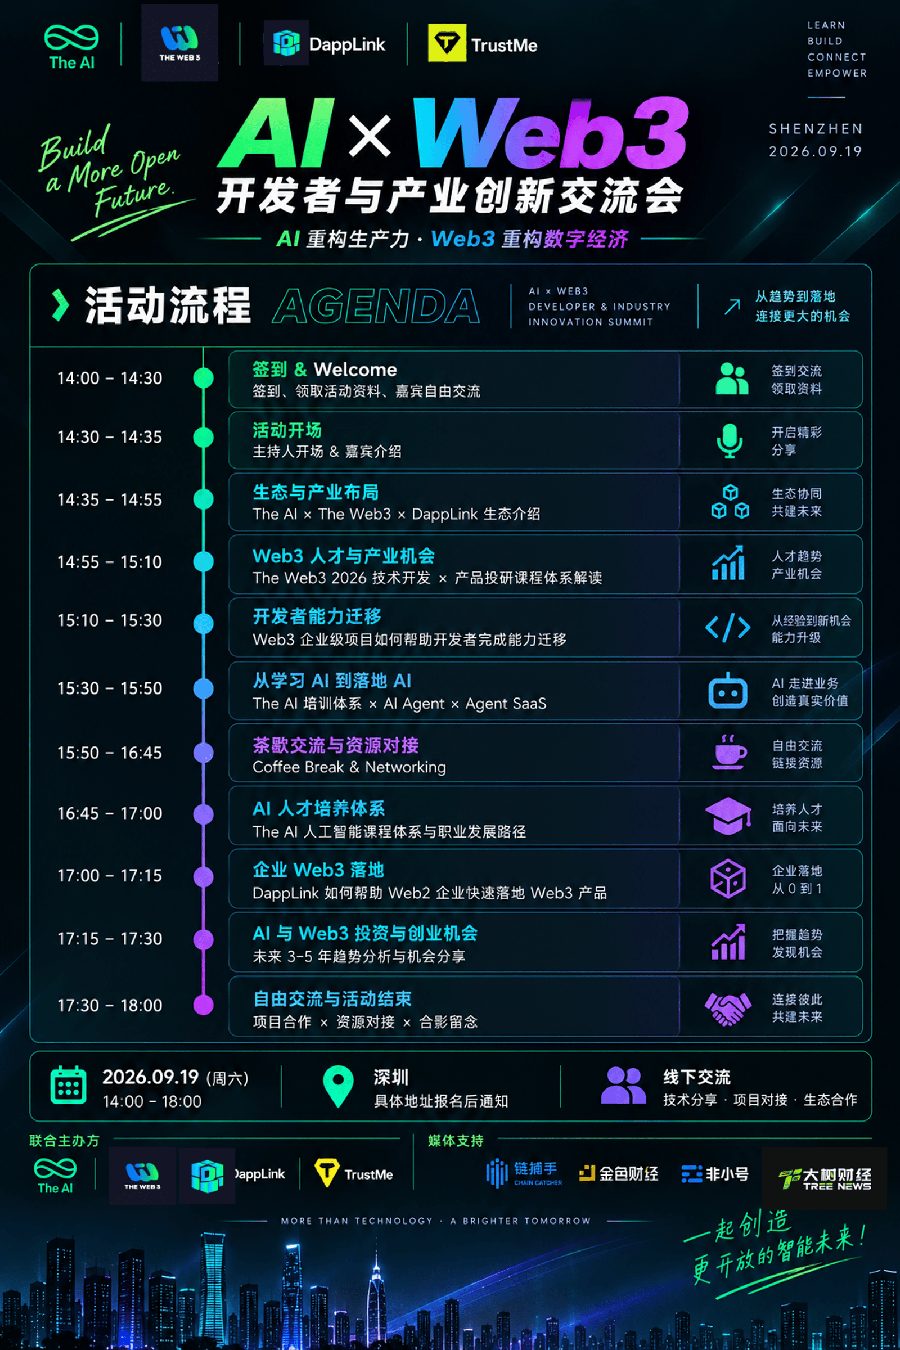 The AI
THE WEB 3
DappLink
TrustMe
LEARN
BUILD
CONNECT
EMPOWER
SHENZHEN
2026.09.19
Build
a More Open
Future.
AI × Web3
开发者与产业创新交流会
AI 重构生产力 · Web3 重构数字经济
活动流程
AGENDA
AI × WEB3
DEVELOPER & INDUSTRY
INNOVATION SUMMIT
从趋势到落地
连接更大的机会
14:00 – 14:30
签到 & Welcome
签到、领取活动资料、嘉宾自由交流
签到交流
领取资料
14:30 – 14:35
活动开场
主持人开场 & 嘉宾介绍
开启精彩
分享
14:35 – 14:55
生态与产业布局
The AI × The Web3 × DappLink 生态介绍
生态协同
共建未来
14:55 – 15:10
Web3 人才与产业机会
The Web3 2026 技术开发 × 产品投研课程体系解读
人才趋势
产业机会
15:10 – 15:30
开发者能力迁移
Web3 企业级项目如何帮助开发者完成能力迁移
从经验到新机会
能力升级
15:30 – 15:50
从学习 AI 到落地 AI
The AI 培训体系 × AI Agent × Agent SaaS
AI 走进业务
创造真实价值
15:50 – 16:45
茶歇交流与资源对接
Coffee Break & Networking
自由交流
链接资源
16:45 – 17:00
AI 人才培养体系
The AI 人工智能课程体系与职业发展路径
培养人才
面向未来
17:00 – 17:15
企业 Web3 落地
DappLink 如何帮助 Web2 企业快速落地 Web3 产品
企业落地
从 0 到 1
17:15 – 17:30
AI 与 Web3 投资与创业机会
未来 3-5 年趋势分析与机会分享
把握趋势
发现机会
17:30 – 18:00
自由交流与活动结束
项目合作 × 资源对接 × 合影留念
连接彼此
共建未来
2026.09.19 (周六)
14:00 – 18:00
深圳
具体地址报名后通知
线下交流
技术分享 · 项目对接 · 生态合作
联合主办方
The AI
THE WEB 3
DappLink
TrustMe
媒体支持
链捕手
CHAIN CATCHER
金色财经
非小号
大树财经
TREE NEWS
MORE THAN TECHNOLOGY · A BRIGHTER TOMORROW
一起创造
更开放的智能未来！